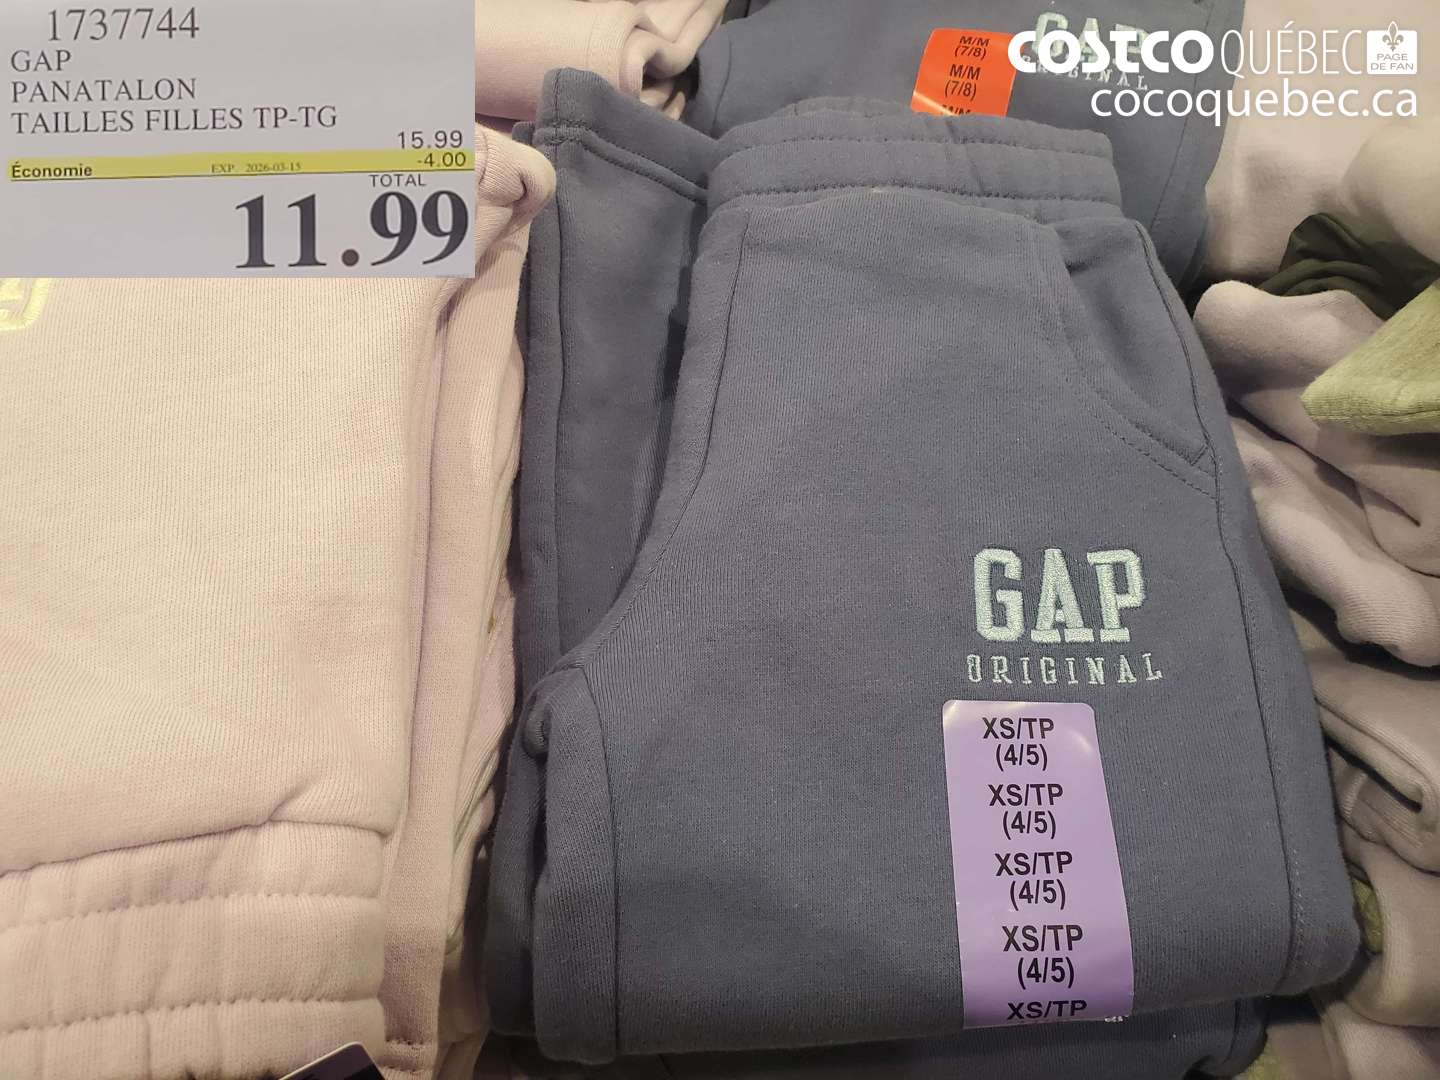 1737744
GAP
PANATALON
TAILLES FILLES TP-TG
15.99
Économie EXP. 2026-03-15 -4.00
TOTAL
11.99
COSTCO QUÉBEC PAGE DE FAN
cocoquebec.ca
M/M
(7/8)
M/M
(7/8)
M/M
GAP
ORIGINAL
GAP
ORIGINAL
XS/TP
(4/5)
XS/TP
(4/5)
XS/TP
(4/5)
XS/TP
(4/5)
XS/TP